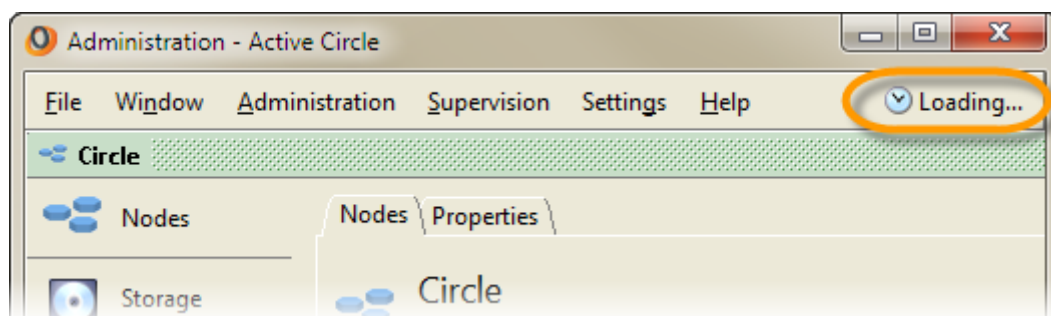 Administration - Active Circle
File Window Administration Supervision Settings Help Loading...
Circle
Nodes
Nodes Properties
Circle
Storage